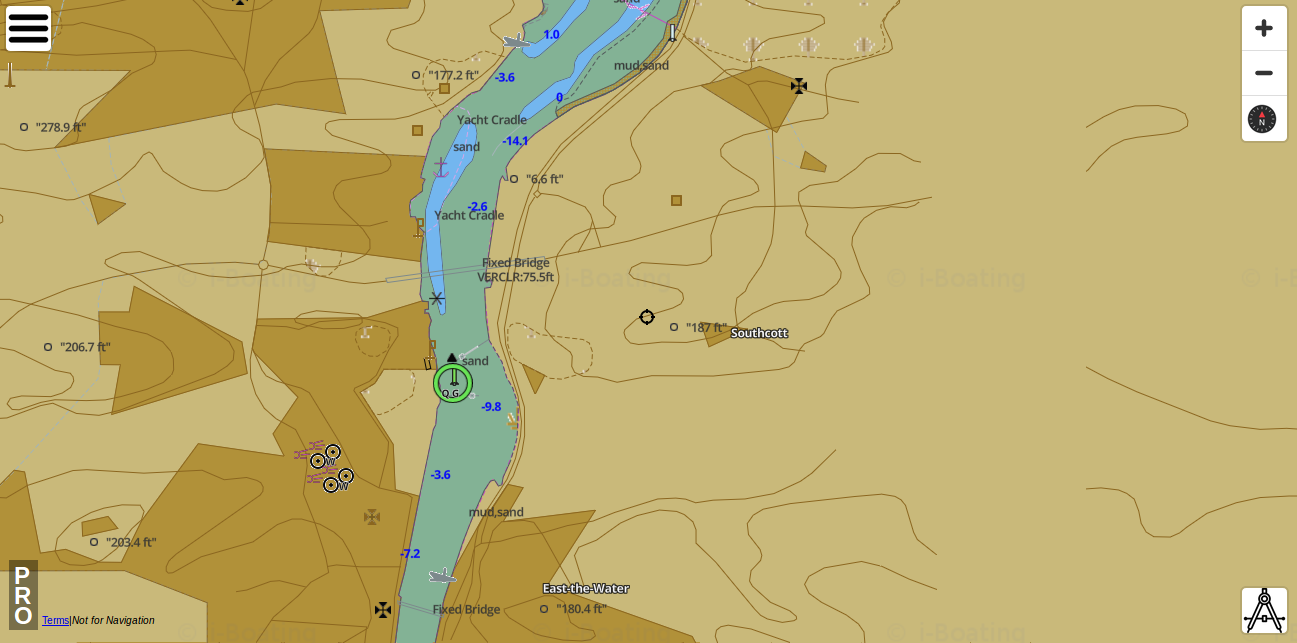 sand
1.0
mud,sand
"177.2 ft"
-3.6
0
Yacht Cradle
"278.9 ft"
-14.1
sand
"6.6 ft"
-2.6
Yacht Cradle
Fixed Bridge
VERCLR:75.5ft
© i-Boating
i-Boating
© i-Boating
© i-B
"187 ft"
Southcott
"206.7 ft"
sand
Q.G
-9.8
W
-3.6
W
mud,sand
"203.4 ft"
-7.2
East-the-Water
"180.4 ft"
Fixed Bridge
PRO
Terms|Not for Navigation
© i-Boating
i-Boating
© i-Boating
© i-B
N